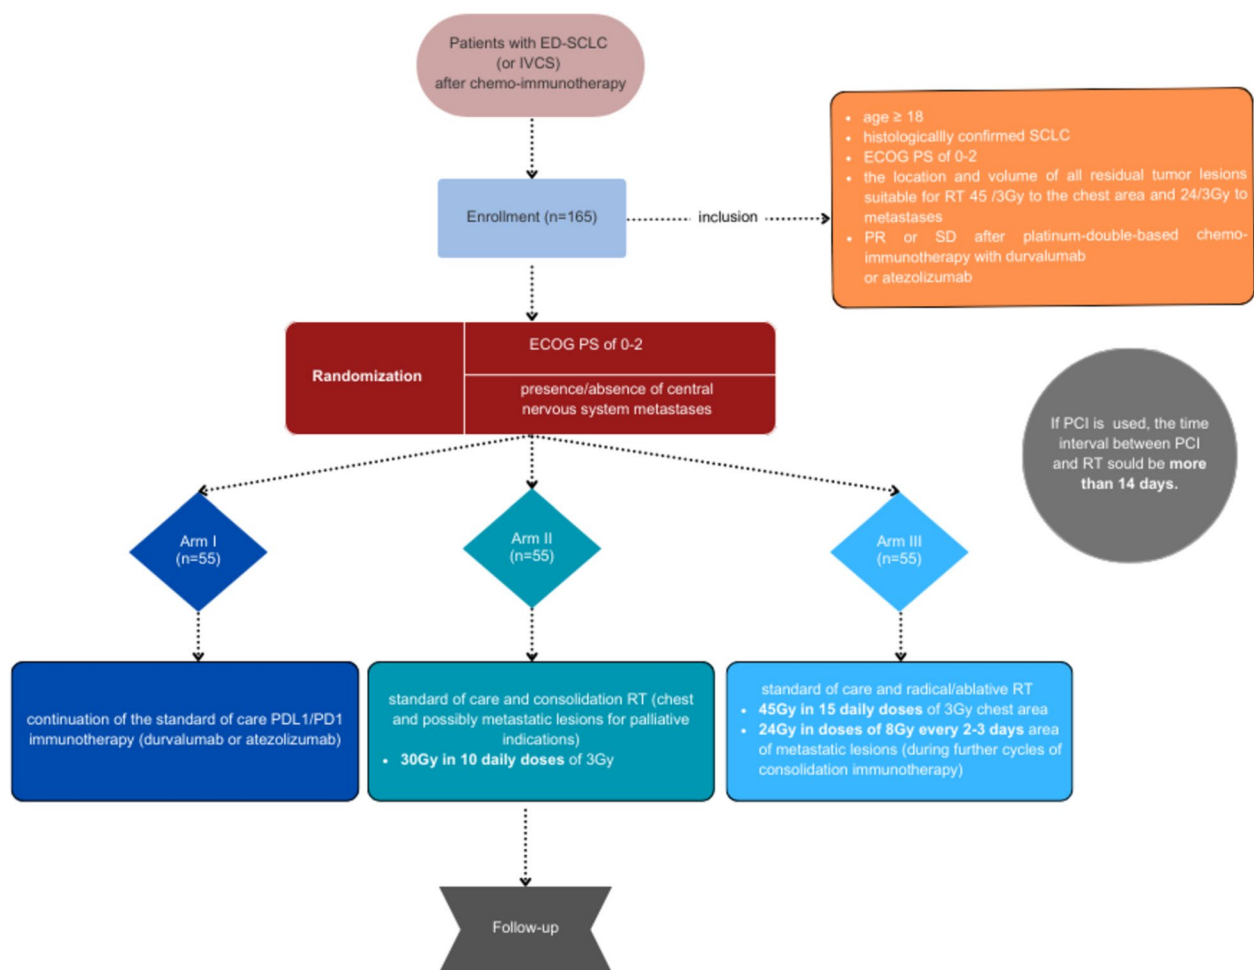 Patients with ED-SCLC
(or IVCS)
after chemo-immunotherapy
• age ≥ 18
• histologicallly confirmed SCLC
• ECOG PS of 0-2
• the location and volume of all residual tumor lesions
suitable for RT 45 /3Gy to the chest area and 24/3Gy to
metastases
• PR or SD after platinum-double-based chemo-
immunotherapy with durvalumab
or atezolizumab
Enrollment (n=165)
inclusion
Randomization
ECOG PS of 0-2
presence/absence of central
nervous system metastases
If PCI is used, the time
interval between PCI
and RT sould be more
than 14 days.
Arm I
(n=55)
Arm II
(n=55)
Arm III
(n=55)
continuation of the standard of care PDL1/PD1
immunotherapy (durvalumab or atezolizumab)
standard of care and consolidation RT (chest
and possibly metastatic lesions for palliative
indications)
• 30Gy in 10 daily doses of 3Gy
standard of care and radical/ablative RT
• 45Gy in 15 daily doses of 3Gy chest area
• 24Gy in doses of 8Gy every 2-3 days area
of metastatic lesions (during further cycles of
consolidation immunotherapy)
Follow-up